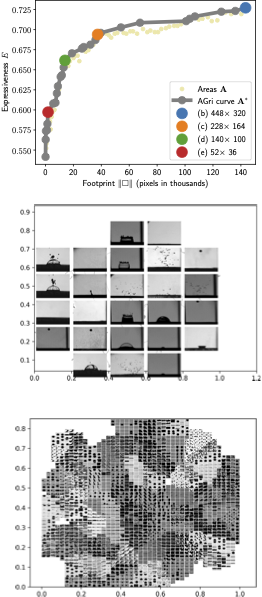 0.725
0.700
0.675
0.650
0.625
0.600
0.575
0.550
Expressiveness E
Areas A
AGri curve A*
(b) 448× 320
(c) 228× 164
(d) 140× 100
(e) 52× 36
0 20 40 60 80 100 120 140
Footprint ||□|| (pixels in thousands)
0.9
0.8
0.7
0.6
0.5
0.4
0.3
0.2
0.1
0.0 0.2 0.4 0.6 0.8 1.0 1.2
0.8
0.7
0.6
0.5
0.4
0.3
0.2
0.1
0.0
0.0 0.2 0.4 0.6 0.8 1.0